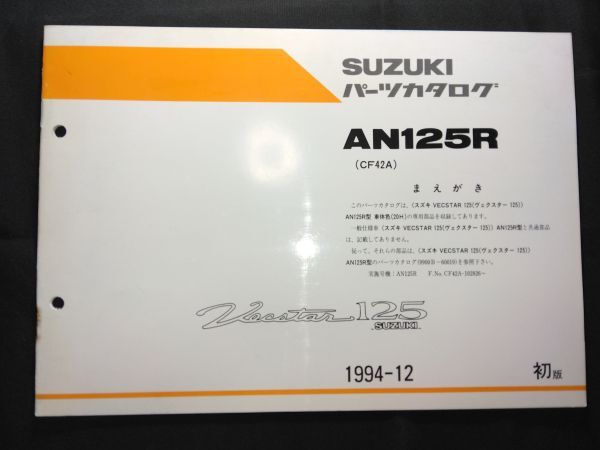 SUZUKI
パーツカタログ
AN125R
(CF42A)
まえがき
このパーツカタログは、(スズキ VECSTAR 125(ヴェクスター 125))
AN125R型 車体色(20H)の専用部品を収録してあります。
一般仕様車 (スズキ VECSTAR 125(ヴェクスター 125)) AN125R型と共通部品
は、記載してありません。
従って、それらの部品は、(スズキ VECSTAR 125(ヴェクスター 125))
AN125R型のパーツカタログ(9900B-60019)を参照下さい。
実施号機:AN125R F.No.CF42A-102826~
Vecstar 125
SUZUKI
1994-12
初版